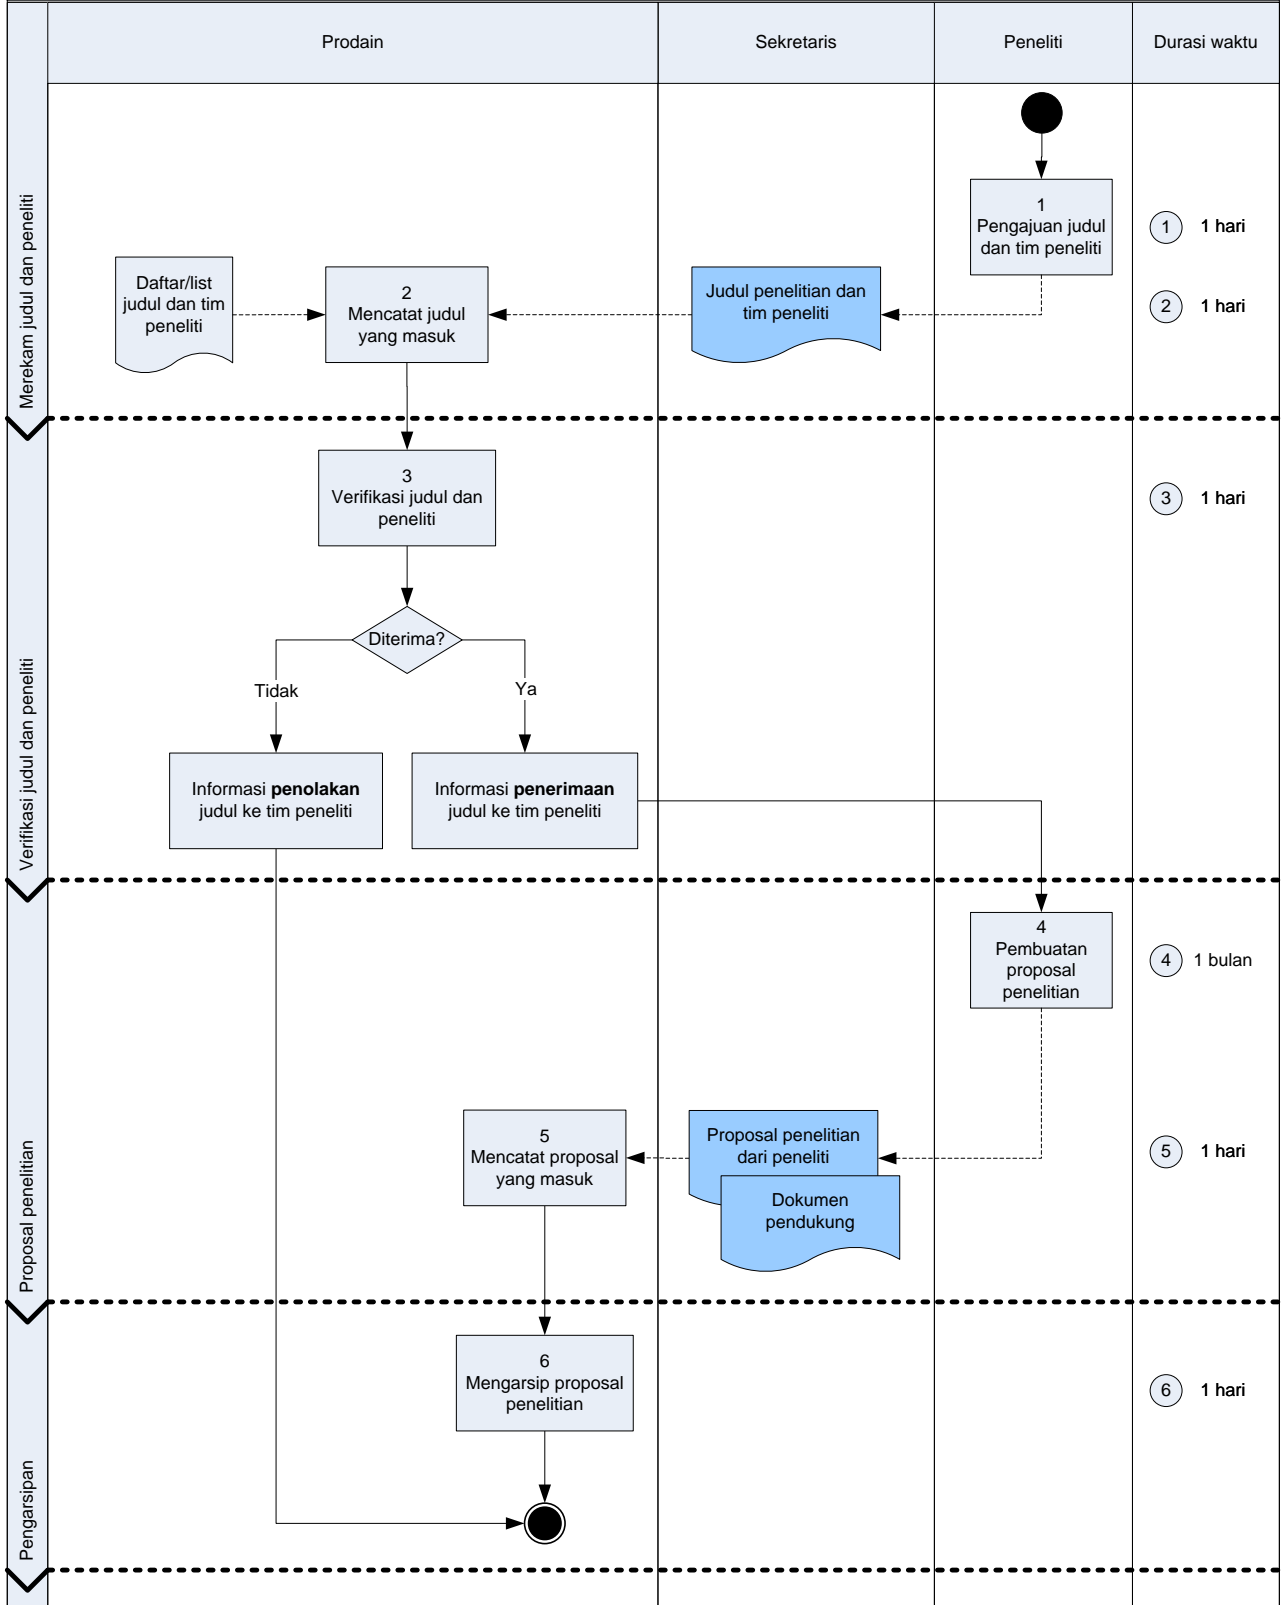 Prodain
Sekretaris
Peneliti
Durasi waktu
Merekam judul dan peneliti
1
Pengajuan judul
dan tim peneliti
1 1 hari
Daftar/list
judul dan tim
peneliti
2
Mencatat judul
yang masuk
Judul penelitian dan
tim peneliti
2 1 hari
Verifikasi judul dan peneliti
3
Verifikasi judul dan
peneliti
3 1 hari
Diterima?
Tidak
Ya
Informasi penolakan
judul ke tim peneliti
Informasi penerimaan
judul ke tim peneliti
Proposal penelitian
4
Pembuatan
proposal
penelitian
4 1 bulan
5
Mencatat proposal
yang masuk
Proposal penelitian
dari peneliti
Dokumen
pendukung
5 1 hari
Pengarsipan
6
Mengarsip proposal
penelitian
6 1 hari